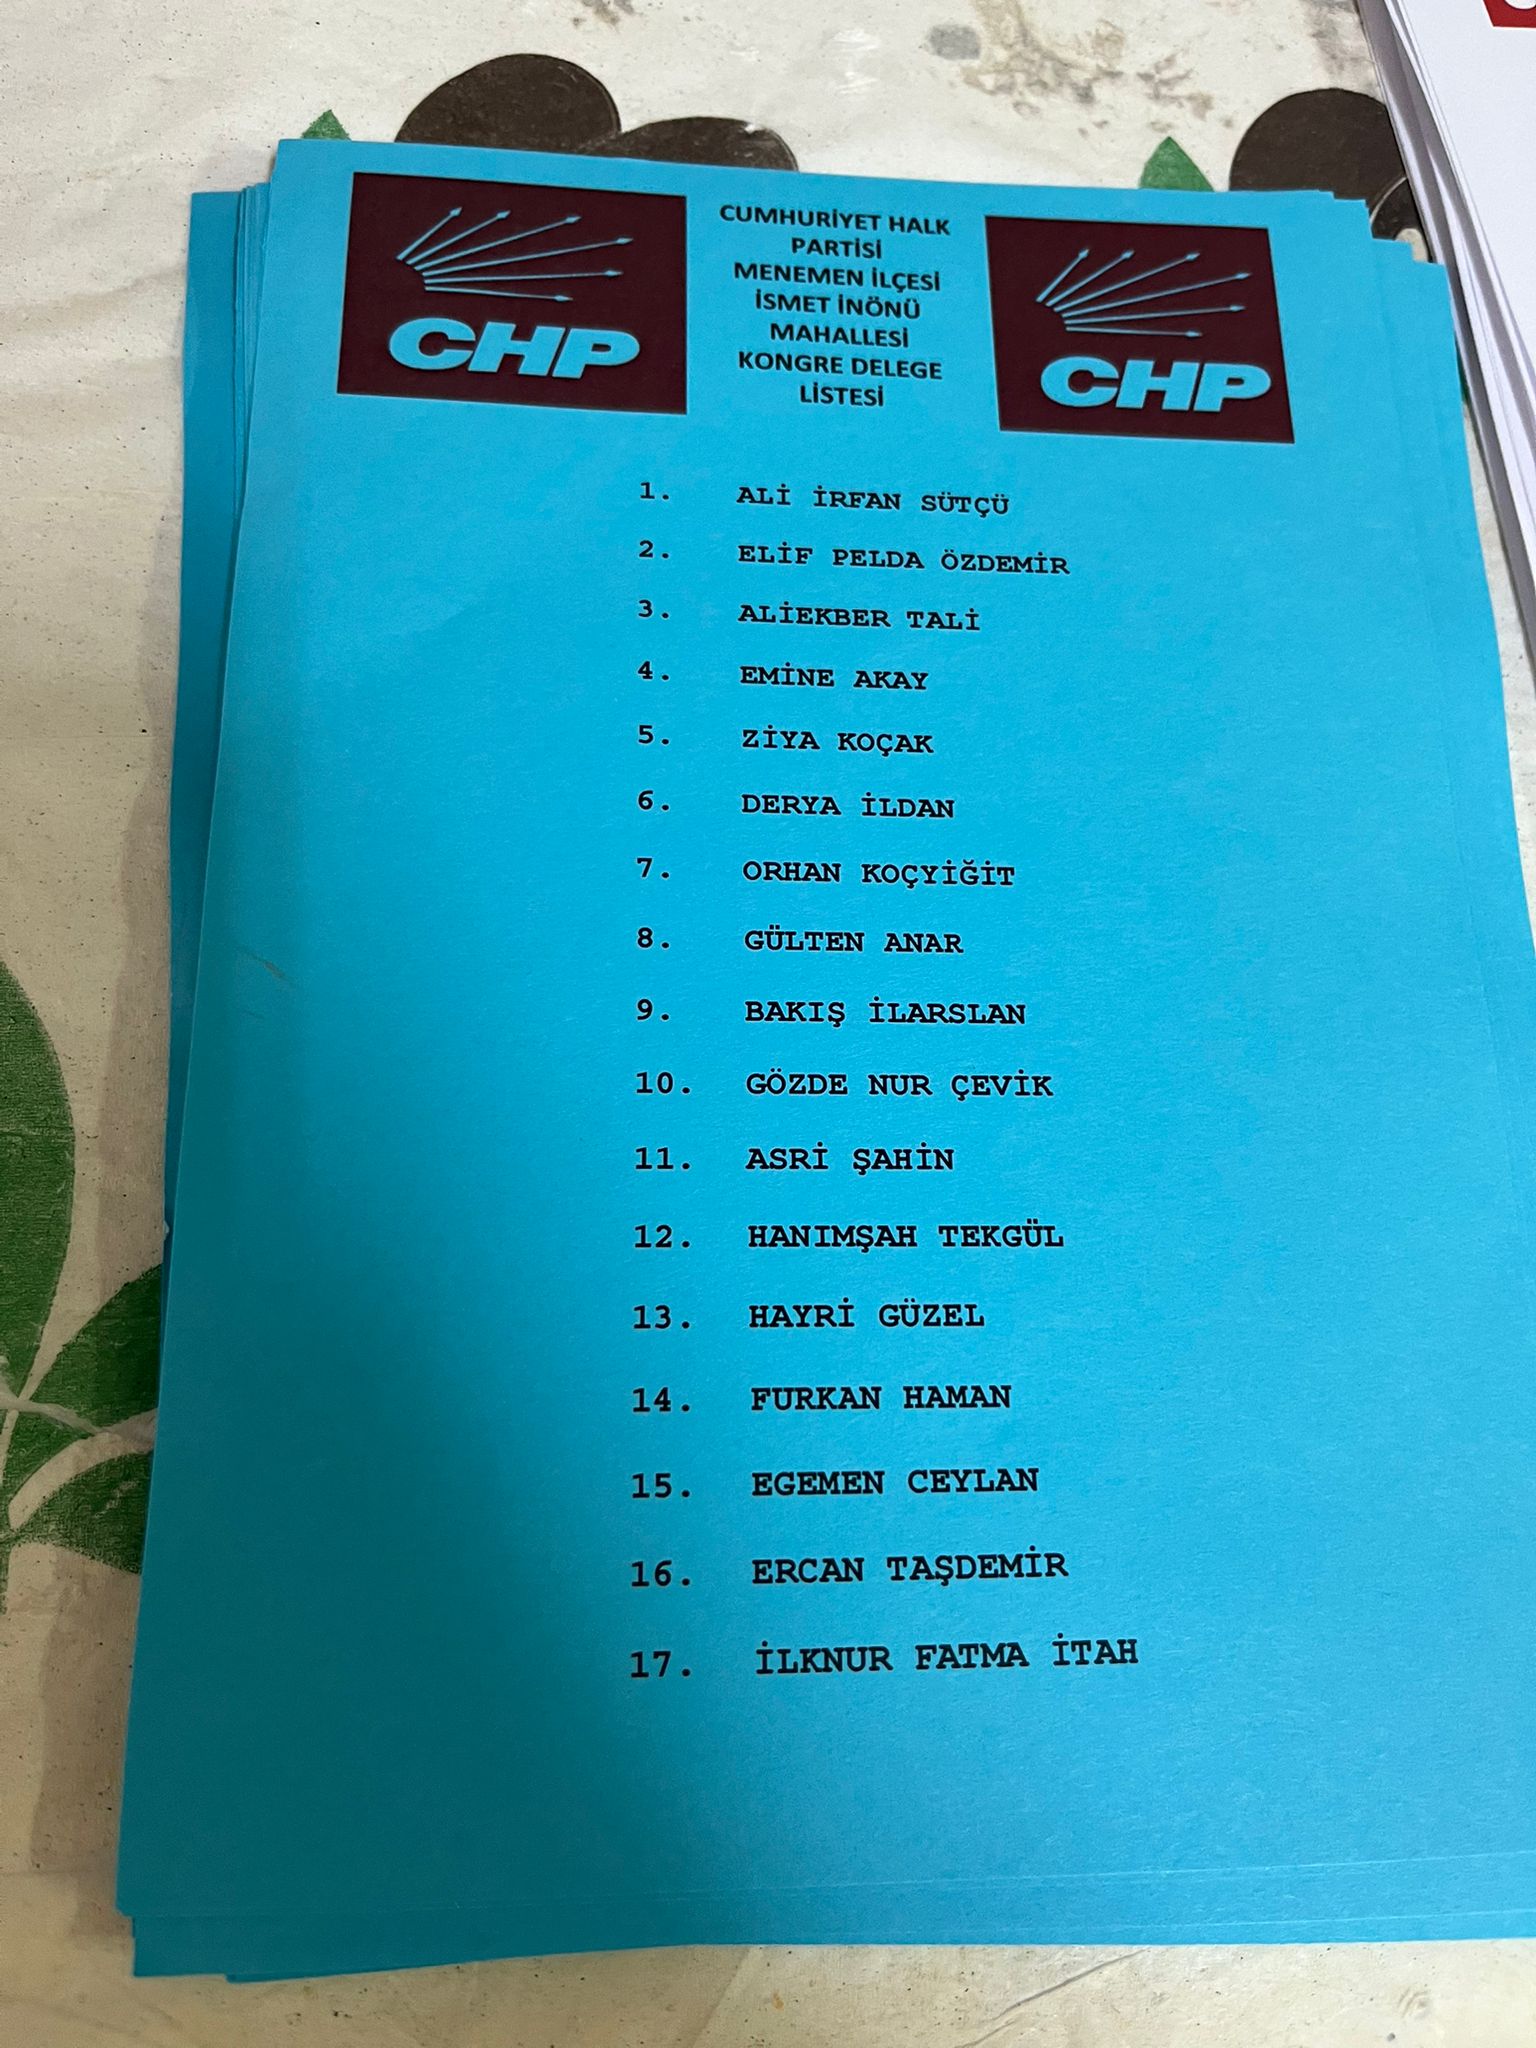 CHP
CUMHURİYET HALK
PARTİSİ
MENEMEN İLÇESİ
İSMET İNÖNÜ
MAHALLESİ
KONGRE DELEGE
LİSTESİ
CHP
1. ALİ İRFAN SÜTÇÜ
2. ELİF PELDA ÖZDEMİR
3. ALİEKBER TALİ
4. EMİNE AKAY
5. ZİYA KOÇAK
6. DERYA İLDAN
7. ORHAN KOÇYİĞİT
8. GÜLTEN ANAR
9. BAKIŞ İLARSLAN
10. GÖZDE NUR ÇEVİK
11. ASRİ ŞAHİN
12. HANIMŞAH TEKGÜL
13. HAYRİ GÜZEL
14. FURKAN HAMAN
15. EGEMEN CEYLAN
16. ERCAN TAŞDEMİR
17. İLKNUR FATMA İTAH